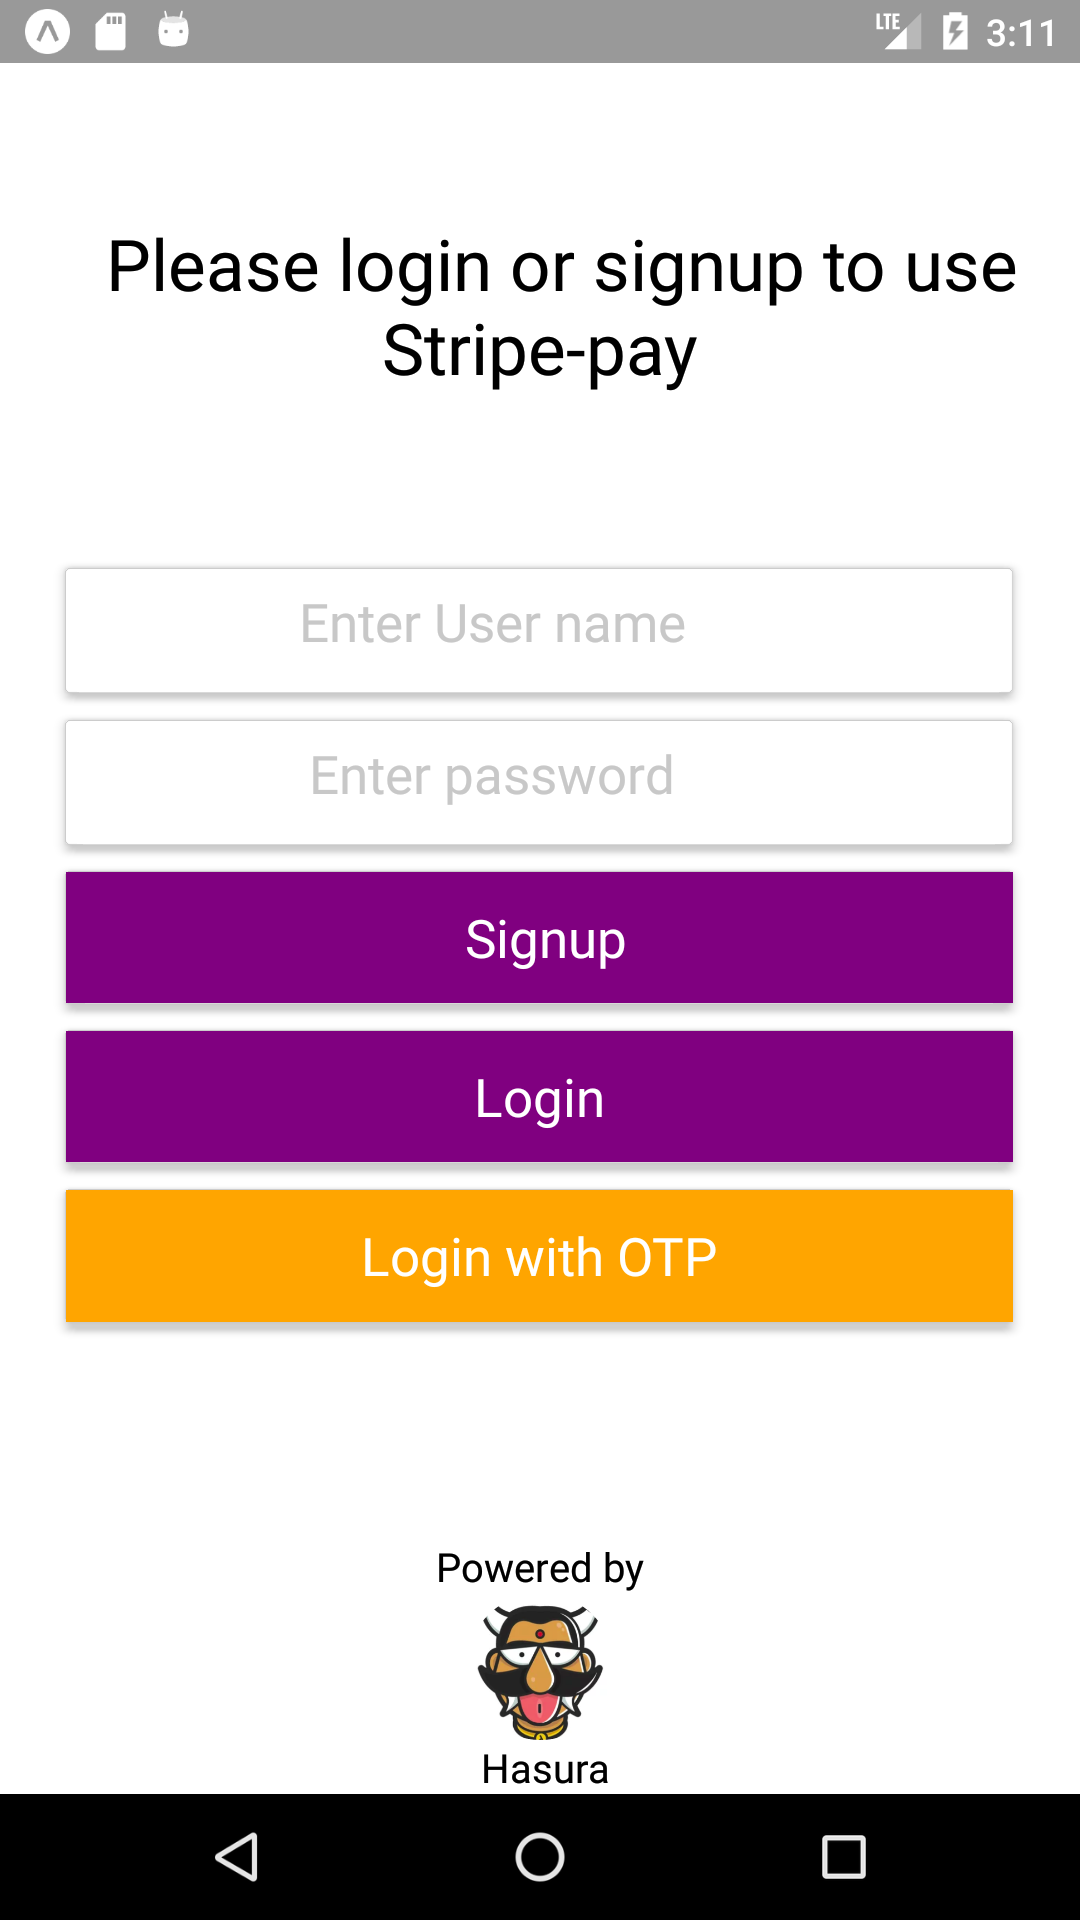 LTE 3:11
Please login or signup to use
Stripe-pay
Enter User name
Enter password
Signup
Login
Login with OTP
Powered by
Hasura